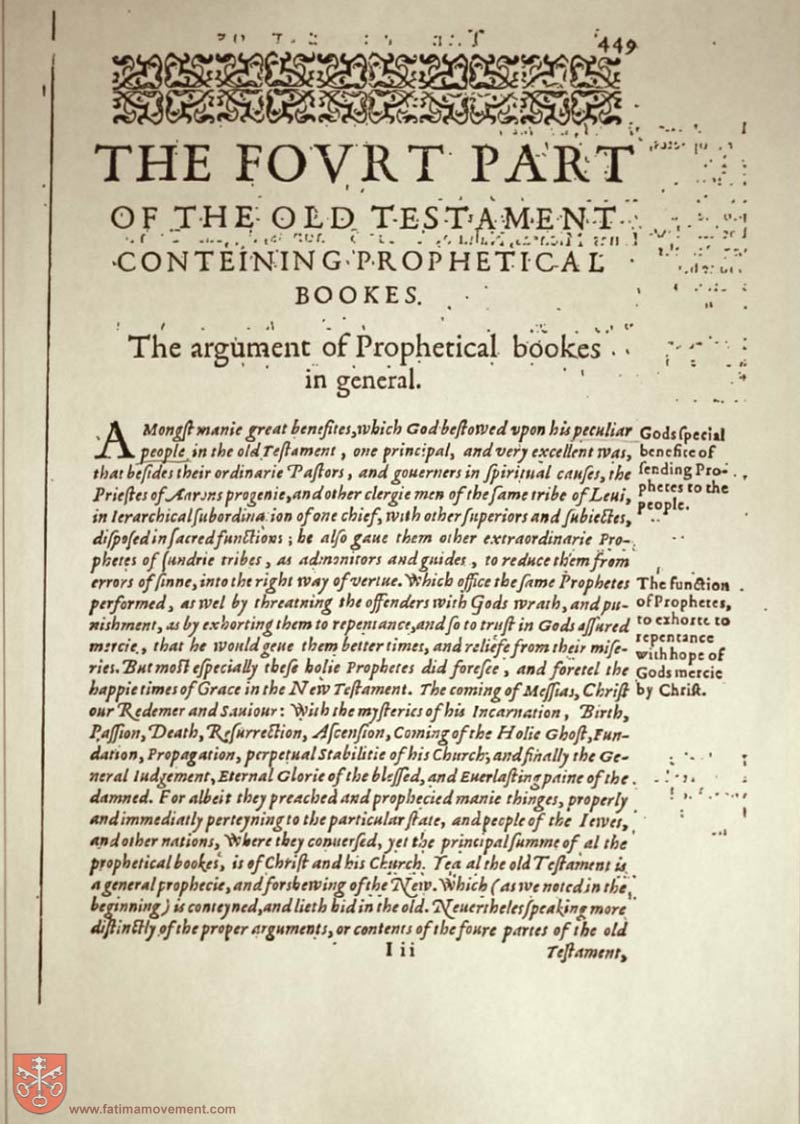 449
THE FOVRT PART
OF THE OLD TESTAMENT
CONTEINING PROPHETICAL
BOOKES.
The argument of Prophetical bookes
in general.
AMongſt manie great benefites, which God beſtowed vpon his peculiar
people in the old Teſtament, one principal, and very excellent was,
that beſides their ordinarie Paſtors, and gouerners in ſpiritual cauſes, the
Prieſtes of Aarons progenie, and other clergie men of the ſame tribe of Leui,
in Ierarchical ſubordina ion of one chief, with other ſuperiors and ſubiectes,
diſpoſed in ſacred functions; he alſo gaue them other extraordinarie Pro-
phetes of ſundrie tribes, as admonitors and guides, to reduce them from
errors of ſinne, into the right way of vertue. Which office the ſame Prophetes
performed, as wel by threatning the offenders with Gods wrath, and pu-
niſhment, as by exhorting them to repentance, and ſo to truſt in Gods aſſured
mercie, that he would geue them better times, and reliefe from their miſe-
ries. But moſt eſpecially theſe holie Prophetes did foreſee, and foretel the
happie times of Grace in the New Teſtament. The coming of Meſsias, Chriſt
our Redemer and Sauiour: With the myſteries of his Incarnation, Birth,
Paſſion, Death, Reſurrection, Aſcenſion, Coming of the Holie Ghoſt, Fun-
dation, Propagation, perpetual Stabilitie of his Church; and finally the Ge-
neral Iudgement, Eternal Glorie of the bleſſed, and Euerlaſting paine of the
damned. For albeit they preached and prophecied manie thinges, properly
and immediatly perteyning to the particular ſtate, and people of the Iewes,
and other nations, Where they conuerſed, yet the principal ſumme of al the
prophetical bookes, is of Chriſt and his Church. Yea al the old Teſtament is
a general prophecie, and forshewing of the New. Which (as we noted in the
beginning) is conteyned, and lieth hid in the old. Neuertheles ſpeaking more
diſtinctly of the proper arguments, or contents of the foure partes of the old
I ii
Teſtament,
Gods ſpecial
benefite of
ſending Pro-
phetes to the
people.
The function
of Prophetes,
to exhorte to
repentance
with hope of
Gods mercie
by Chriſt.
www.fatimamovement.com